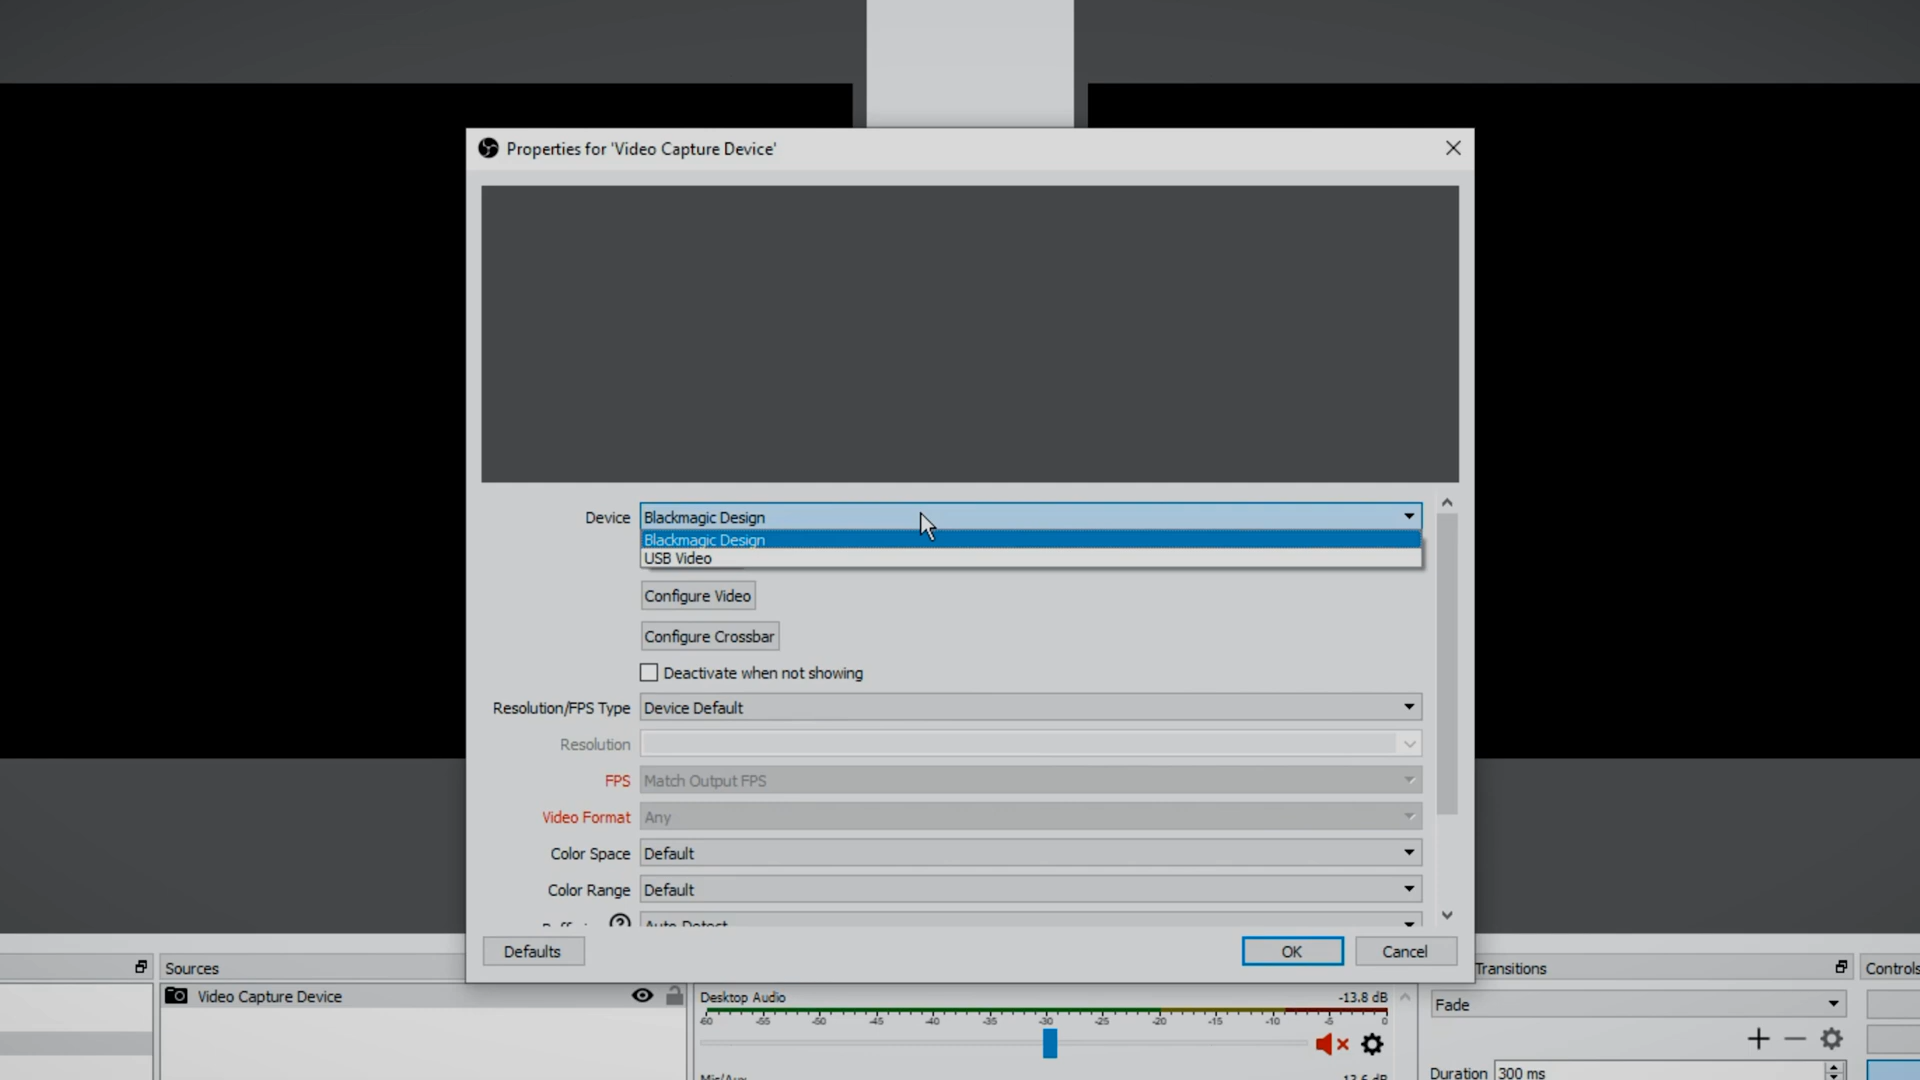 Properties for 'Video Capture Device'
Device Blackmagic Design
Blackmagic Design
USB Video
Configure Video
Configure Crossbar
Deactivate when not showing
Resolution/FPS Type Device Default
Resolution
FPS Match Output FPS
Video Format Any
Color Space Default
Color Range Default
Auto Detect
Defaults OK Cancel
Sources
Video Capture Device
Desktop Audio -13.8 dB
-60 -55 -50 -45 -40 -35 -30 -25 -20 -15 -10 -5 0
Transitions
Controls
Fade
Duration 300 ms